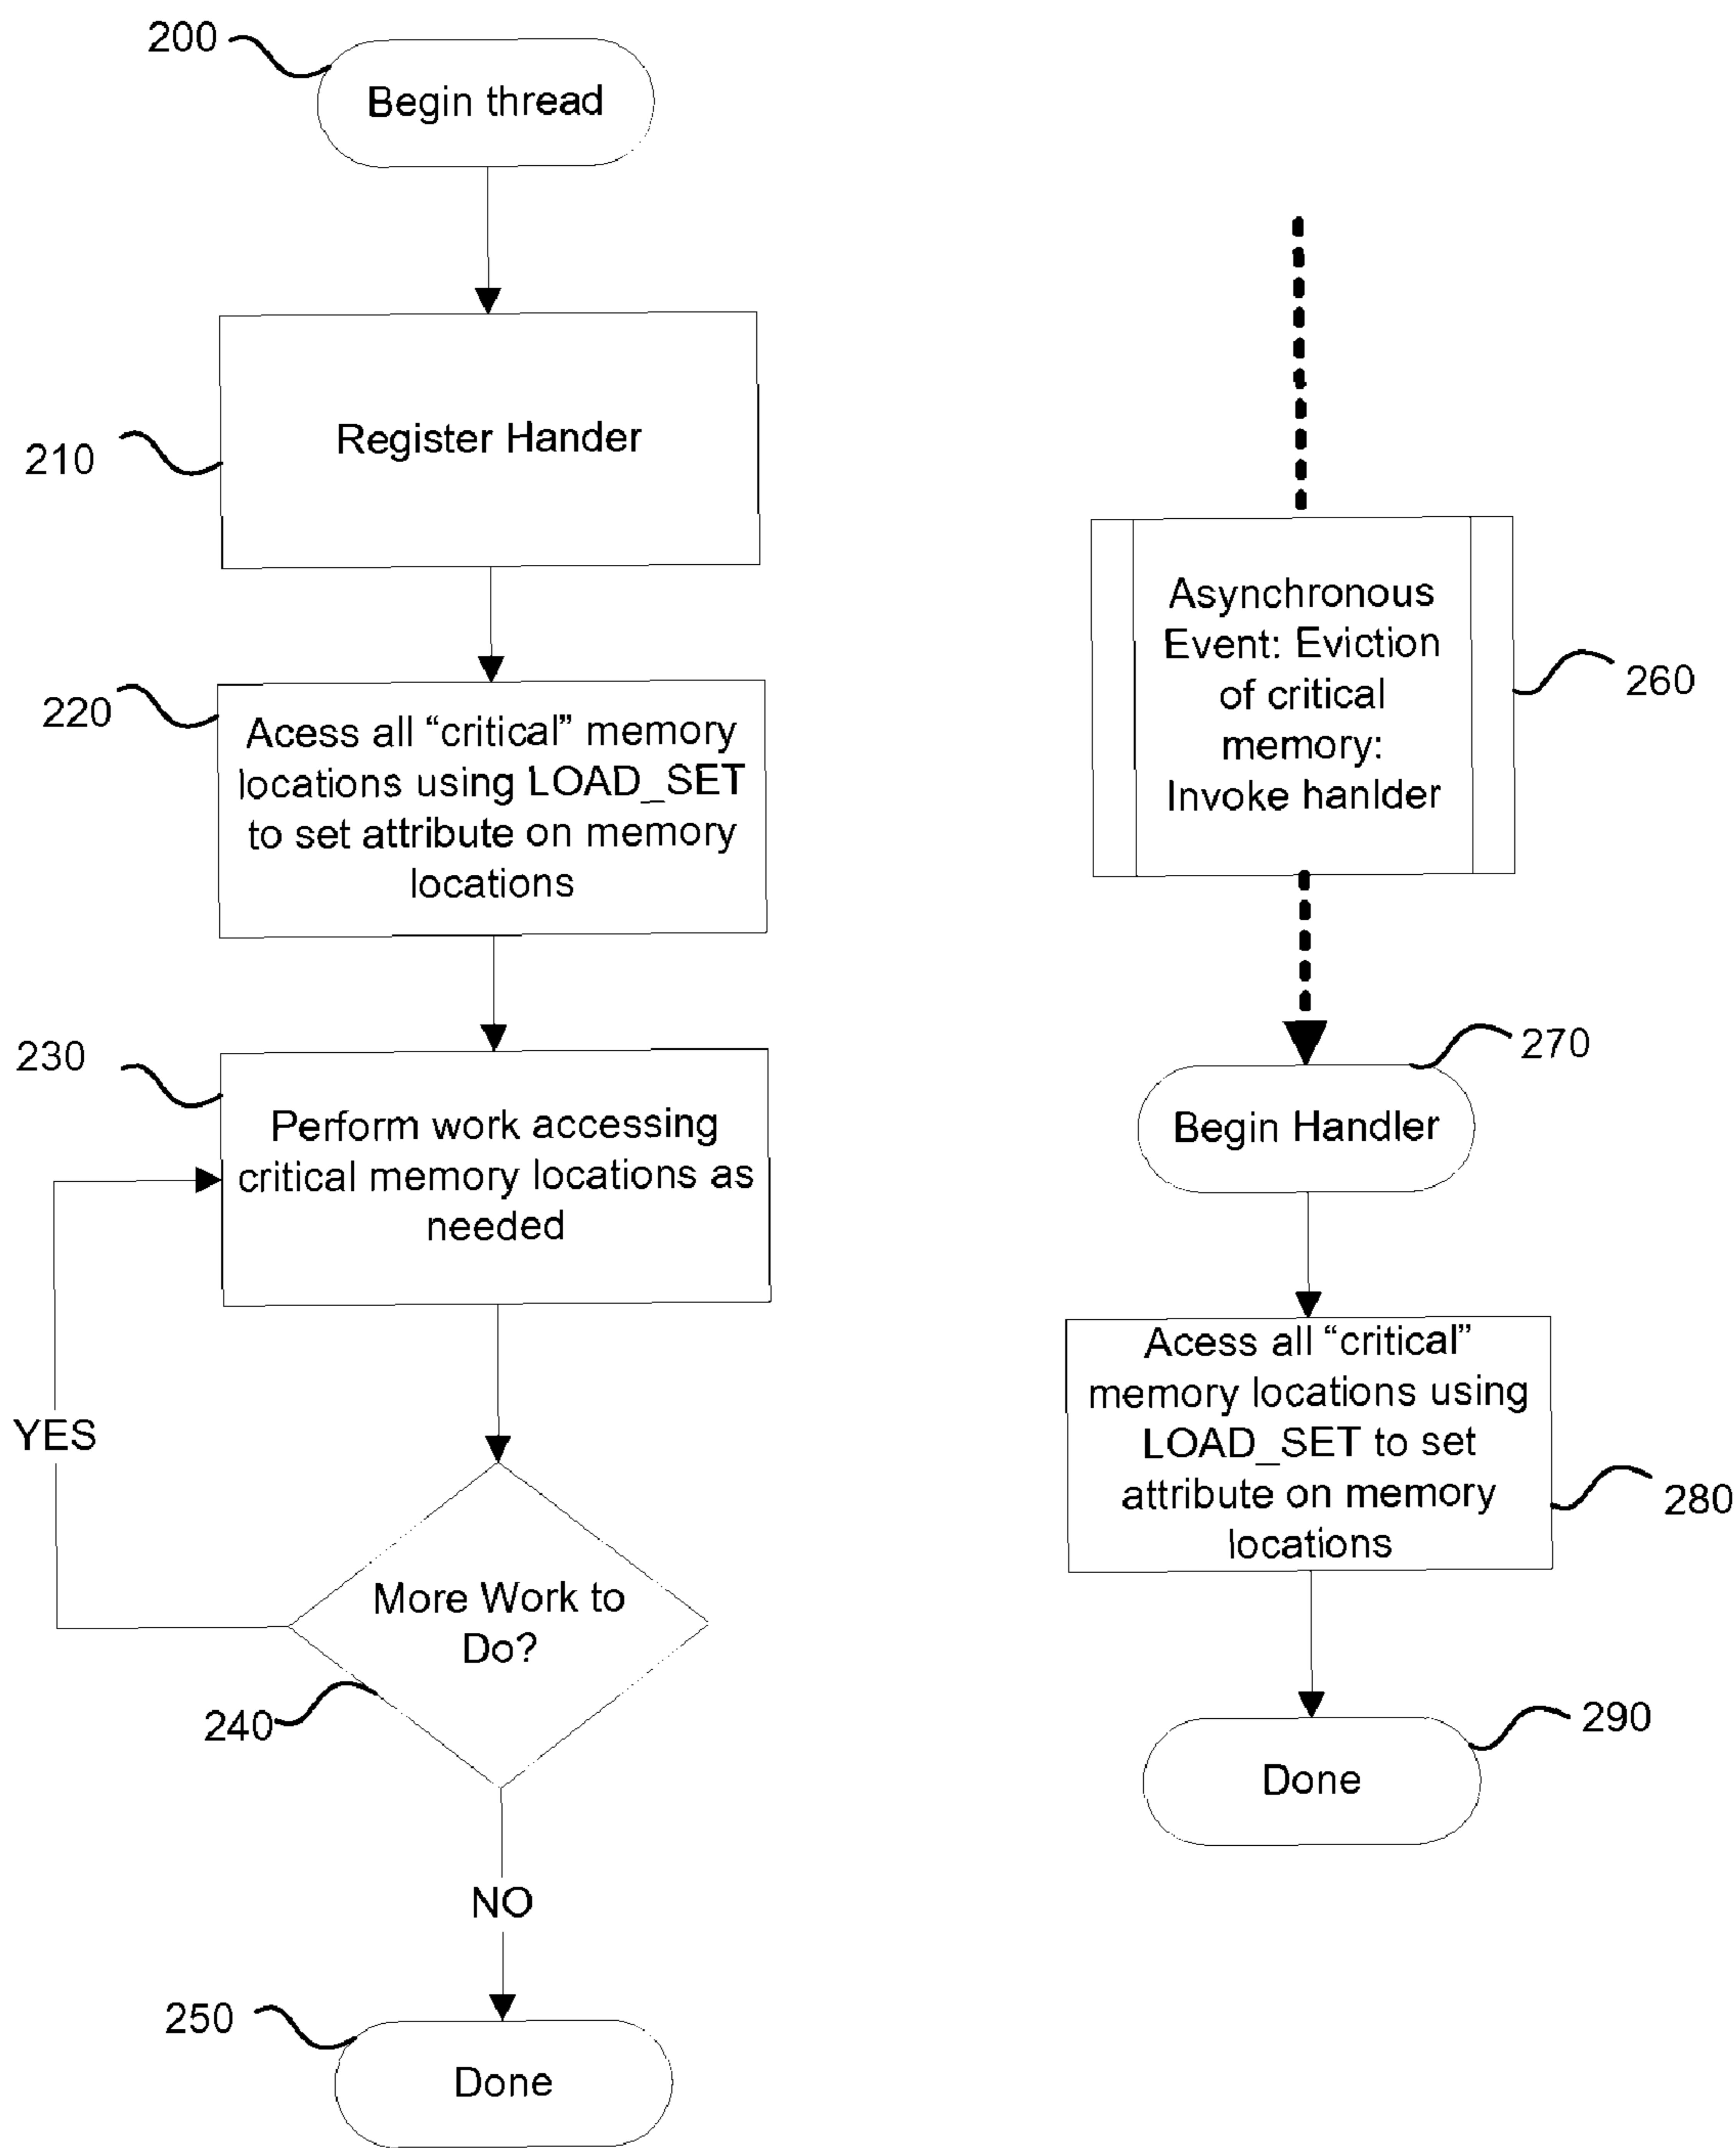 200
Begin thread
210
Register Hander
220
Acess all “critical” memory
locations using LOAD_SET
to set attribute on memory
locations
230
Perform work accessing
critical memory locations as
needed
YES
More Work to
Do?
240
NO
250
Done
Asynchronous
Event: Eviction
of critical
memory:
Invoke hanlder
260
270
Begin Handler
Acess all “critical”
memory locations using
LOAD_SET to set
attribute on memory
locations
280
290
Done